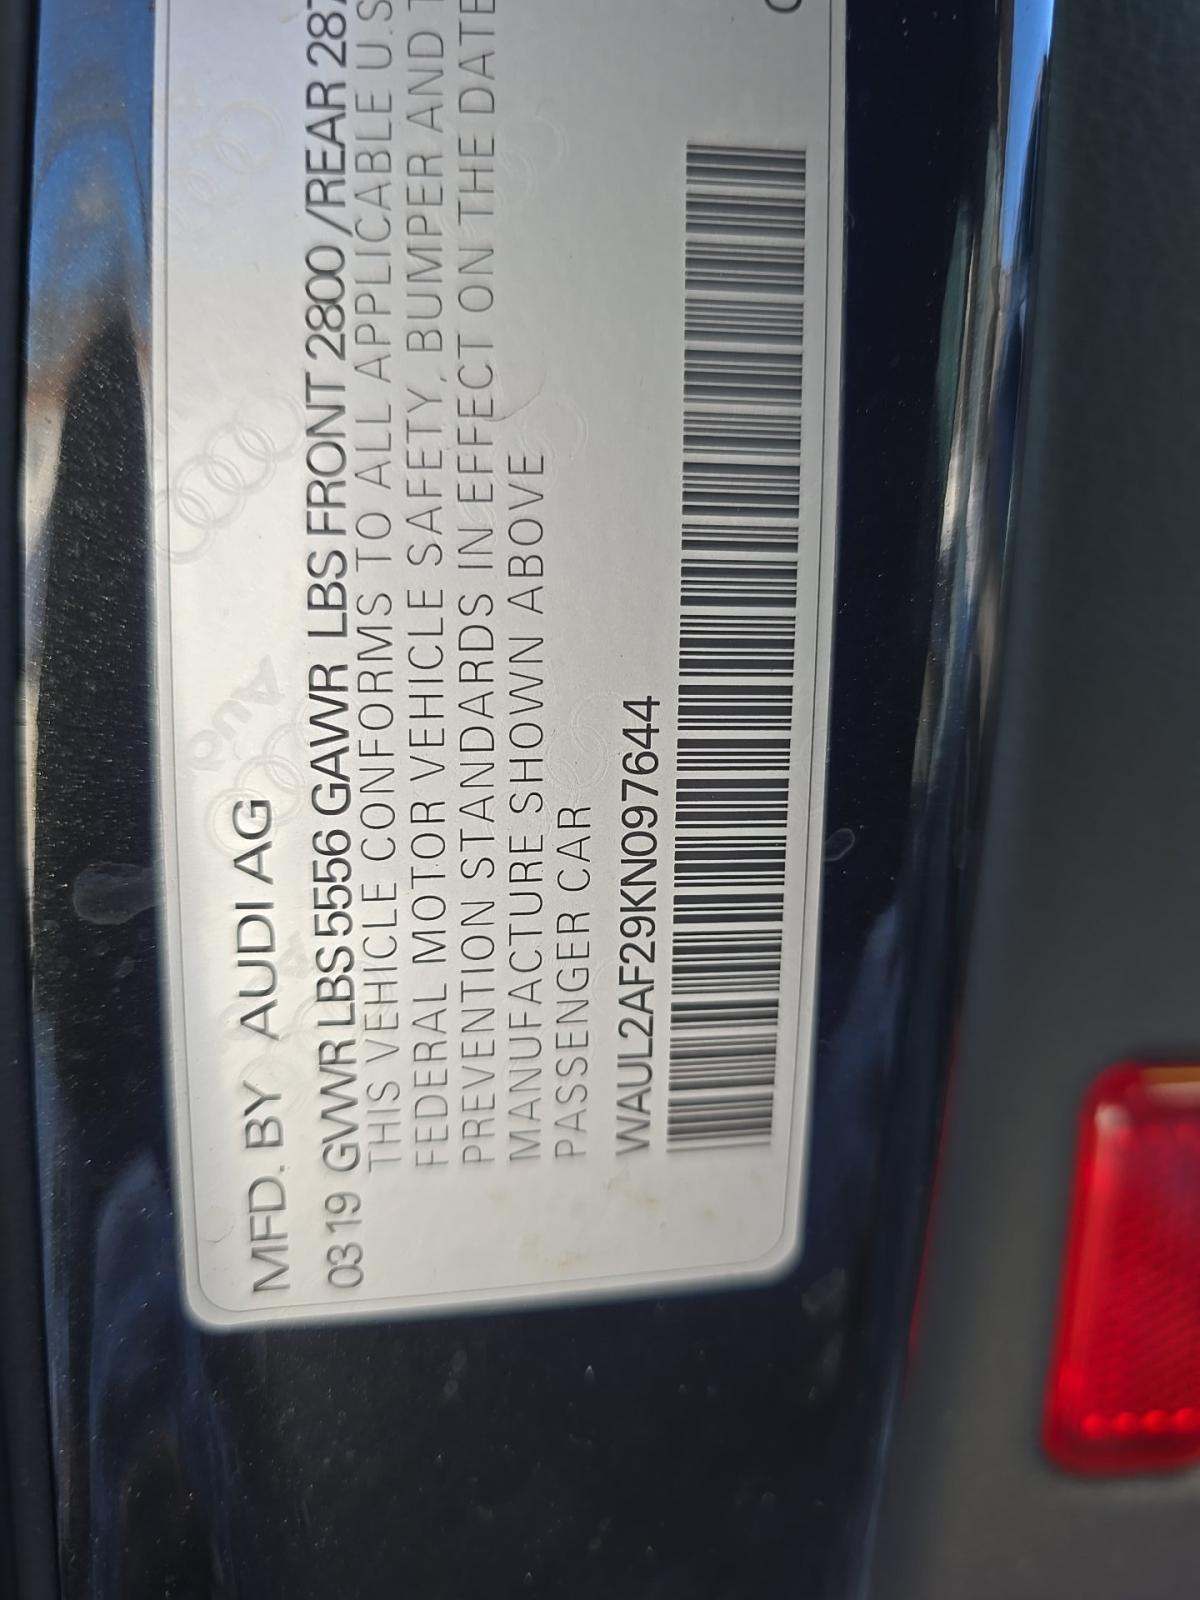 MFD. BY AUDI AG
03 19 GVWR LBS 5556 GAWR LBS FRONT 2800 /REAR 287
THIS VEHICLE CONFORMS TO ALL APPLICABLE U.S
FEDERAL MOTOR VEHICLE SAFETY, BUMPER AND T
PREVENTION STANDARDS IN EFFECT ON THE DATE
MANUFACTURE SHOWN ABOVE
PASSENGER CAR
WAUL2AF29KN097644